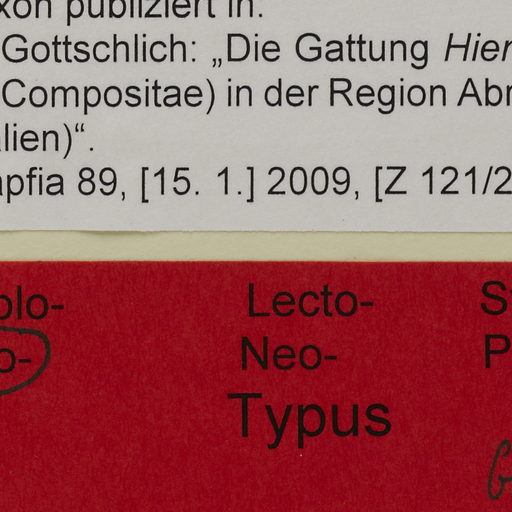 xon publiziert in:
Gottschlich: „Die Gattung Hier
Compositae) in der Region Abr
lien)“.
apfia 89, [15. 1.] 2009, [Z 121/2
olo- Lecto- S
o- Neo- P
Typus
G